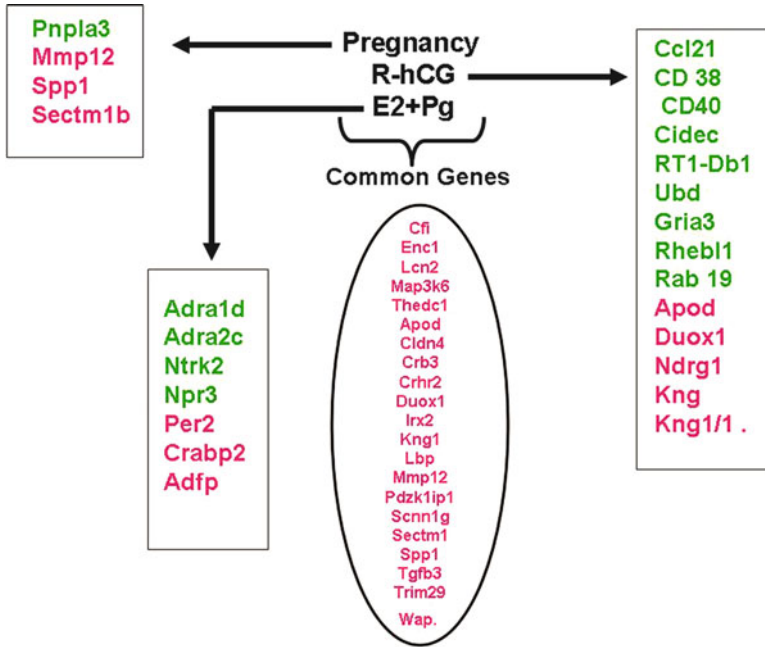 Pnpla3
Mmp12
Spp1
Sectm1b
Pregnancy
R-hCG
E2+Pg
Common Genes
Ccl21
CD 38
CD40
Cidec
RT1-Db1
Ubd
Gria3
Rhebl1
Rab 19
Apod
Duox1
Ndrg1
Kng
Kng1/1 .
Adra1d
Adra2c
Ntrk2
Npr3
Per2
Crabp2
Adfp
Cfi
Enc1
Lcn2
Map3k6
Thedc1
Apod
Cldn4
Crb3
Crhr2
Duox1
Irx2
Kng1
Lbp
Mmp12
Pdzk1ip1
Scnn1g
Sectm1
Spp1
Tgfb3
Trim29
Wap.